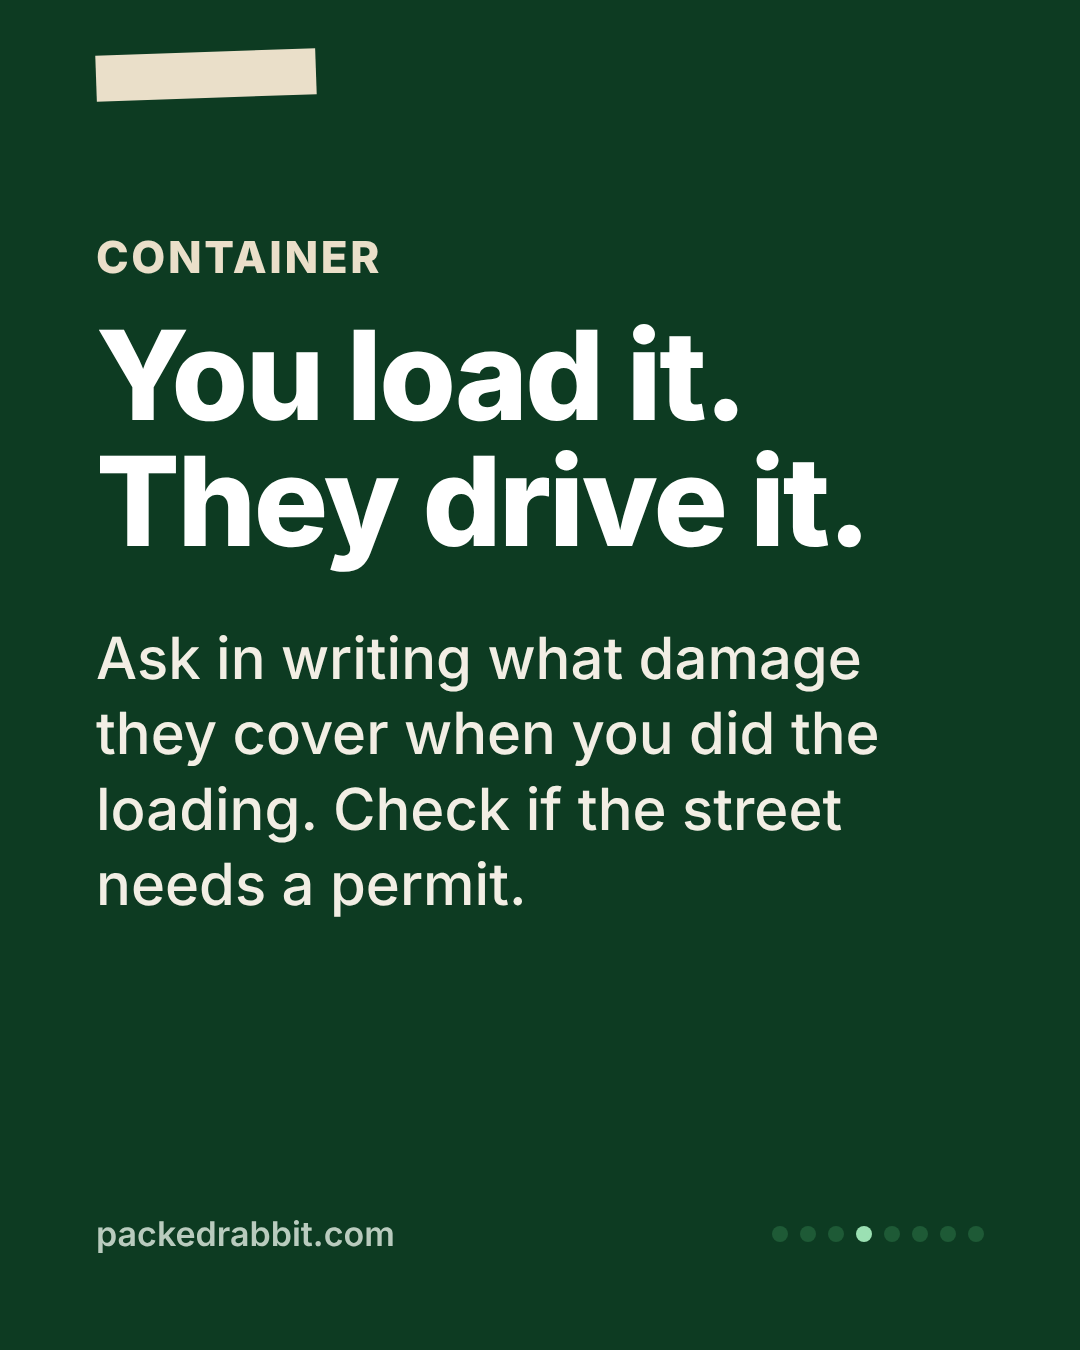 CONTAINER
You load it.
They drive it.
Ask in writing what damage
they cover when you did the
loading. Check if the street
needs a permit.
packedrabbit.com